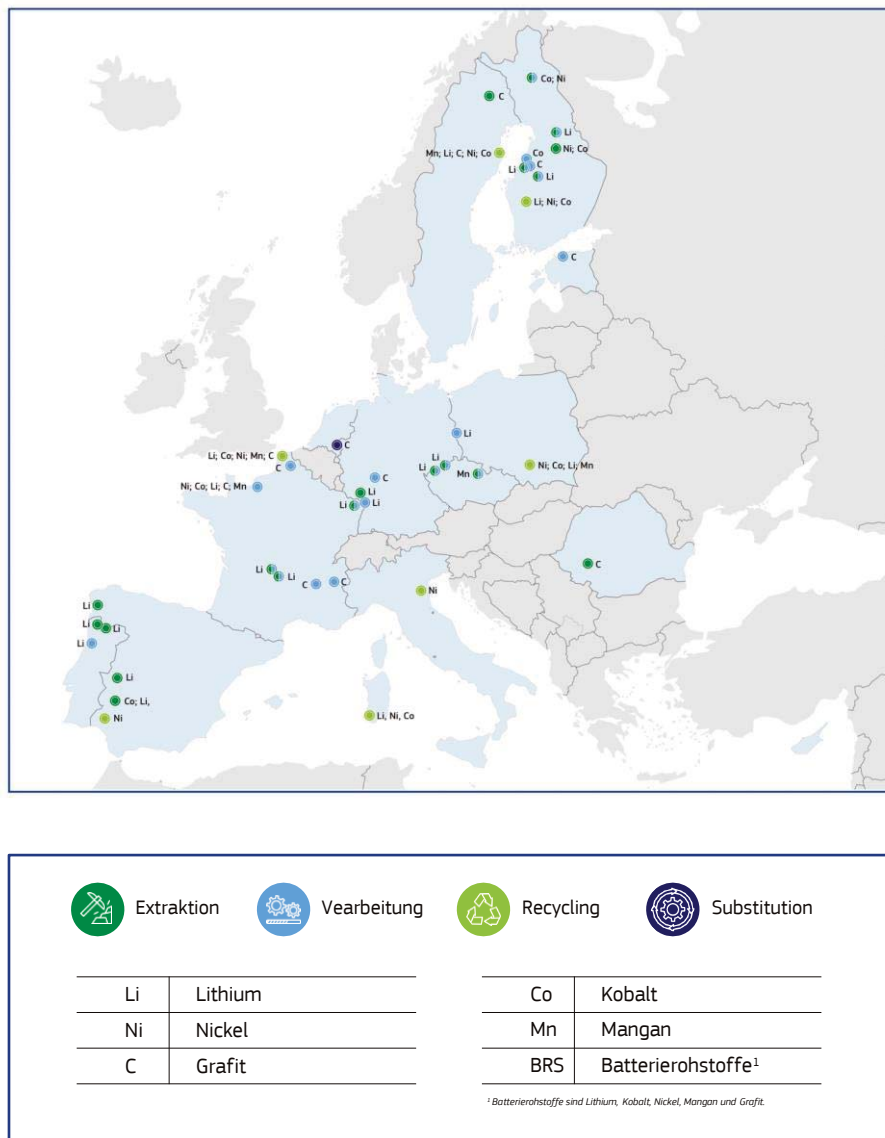 Co; Ni
C
Li
Mn; Li; C; Ni; Co
Ni; Co
Co
C
Li
Li
Li; Ni; Co
C
Li
Li; Co; Ni; Mn; C
C
C
Li
Li
Mn
Ni; Co; Li; Mn
C
Ni; Co; Li; C; Mn
Li
Li
Li
Li
Li
C
C
C
Ni
Li
Li
Li
Li
Li
Co; Li,
Ni
Li, Ni, Co
Extraktion
Vearbeitung
Recycling
Substitution
Li Lithium
Ni Nickel
C Grafit
Co Kobalt
Mn Mangan
BRS Batterierohstoffe¹
¹ Batterierohstoffe sind Lithium, Kobalt, Nickel, Mangan und Grafit.